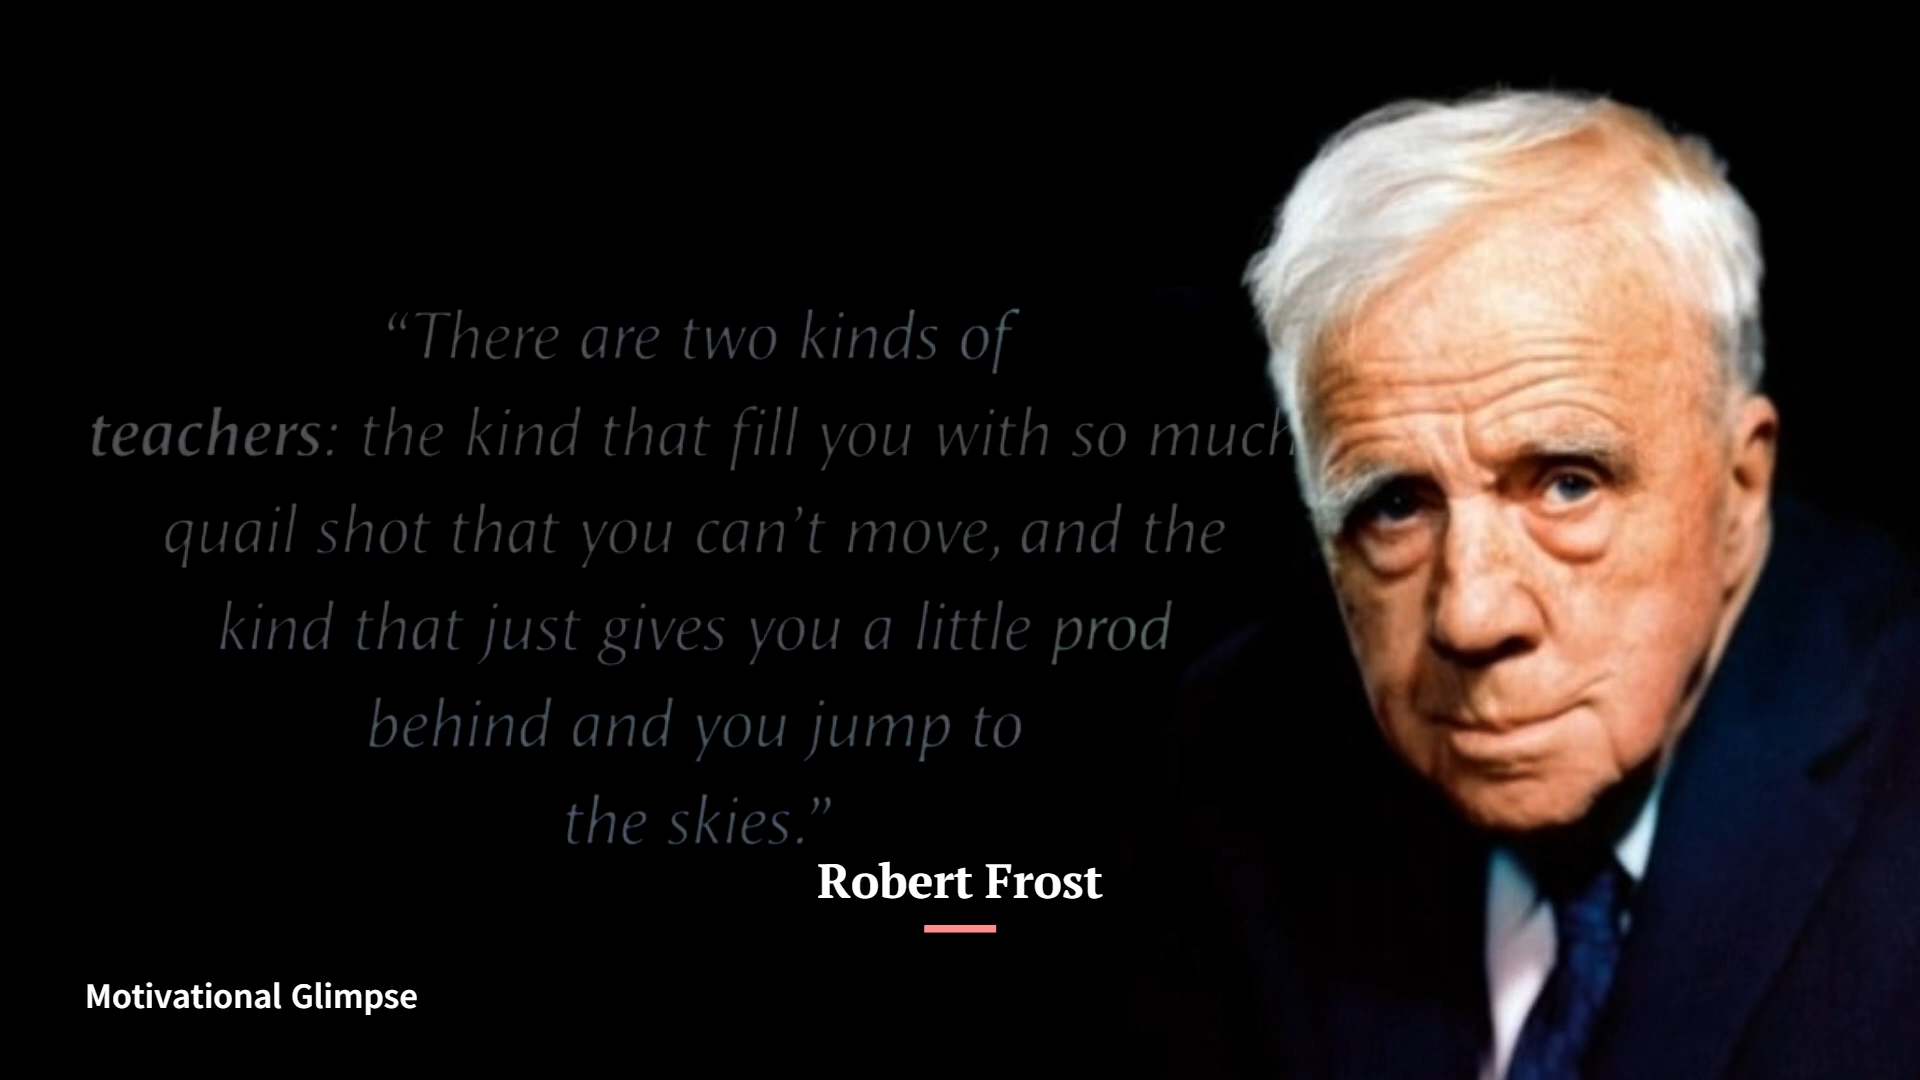 “There are two kinds of
teachers: the kind that fill you with so much
quail shot that you can’t move, and the
kind that just gives you a little prod
behind and you jump to
the skies.”
Robert Frost
Motivational Glimpse